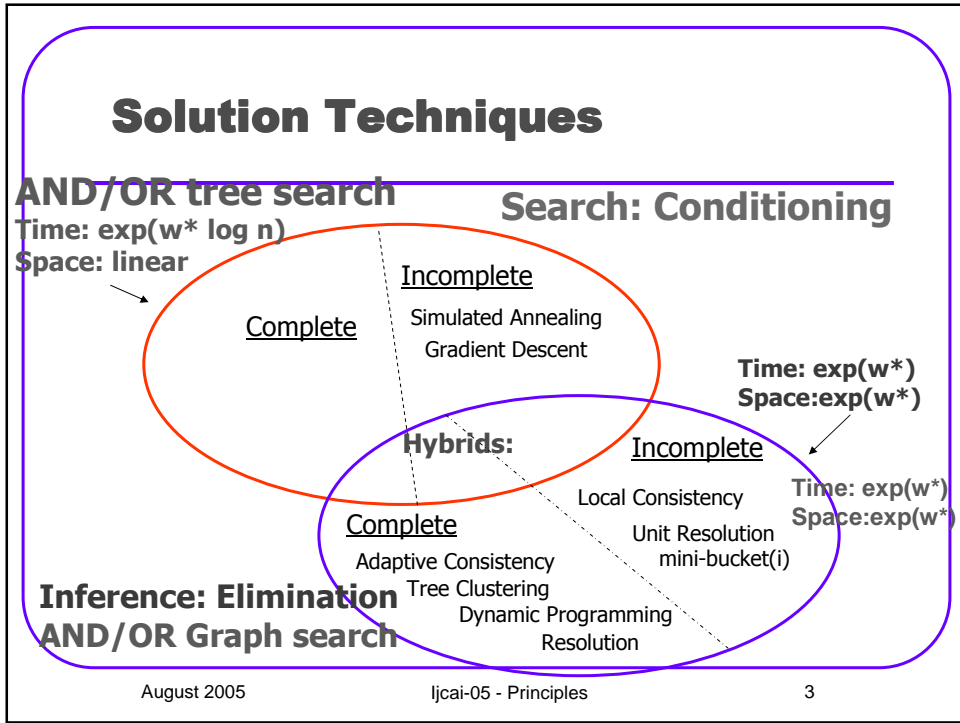 Solution Techniques
AND/OR tree search
Time: exp(w* log n)
Space: linear
Search: Conditioning
Incomplete
Simulated Annealing
Gradient Descent
Complete
Time: exp(w*)
Space:exp(w*)
Hybrids:
Incomplete
Local Consistency
Unit Resolution
mini-bucket(i)
Time: exp(w*)
Space:exp(w*)
Complete
Adaptive Consistency
Tree Clustering
Dynamic Programming
Resolution
Inference: Elimination
AND/OR Graph search
August 2005
Ijcai-05 - Principles
3